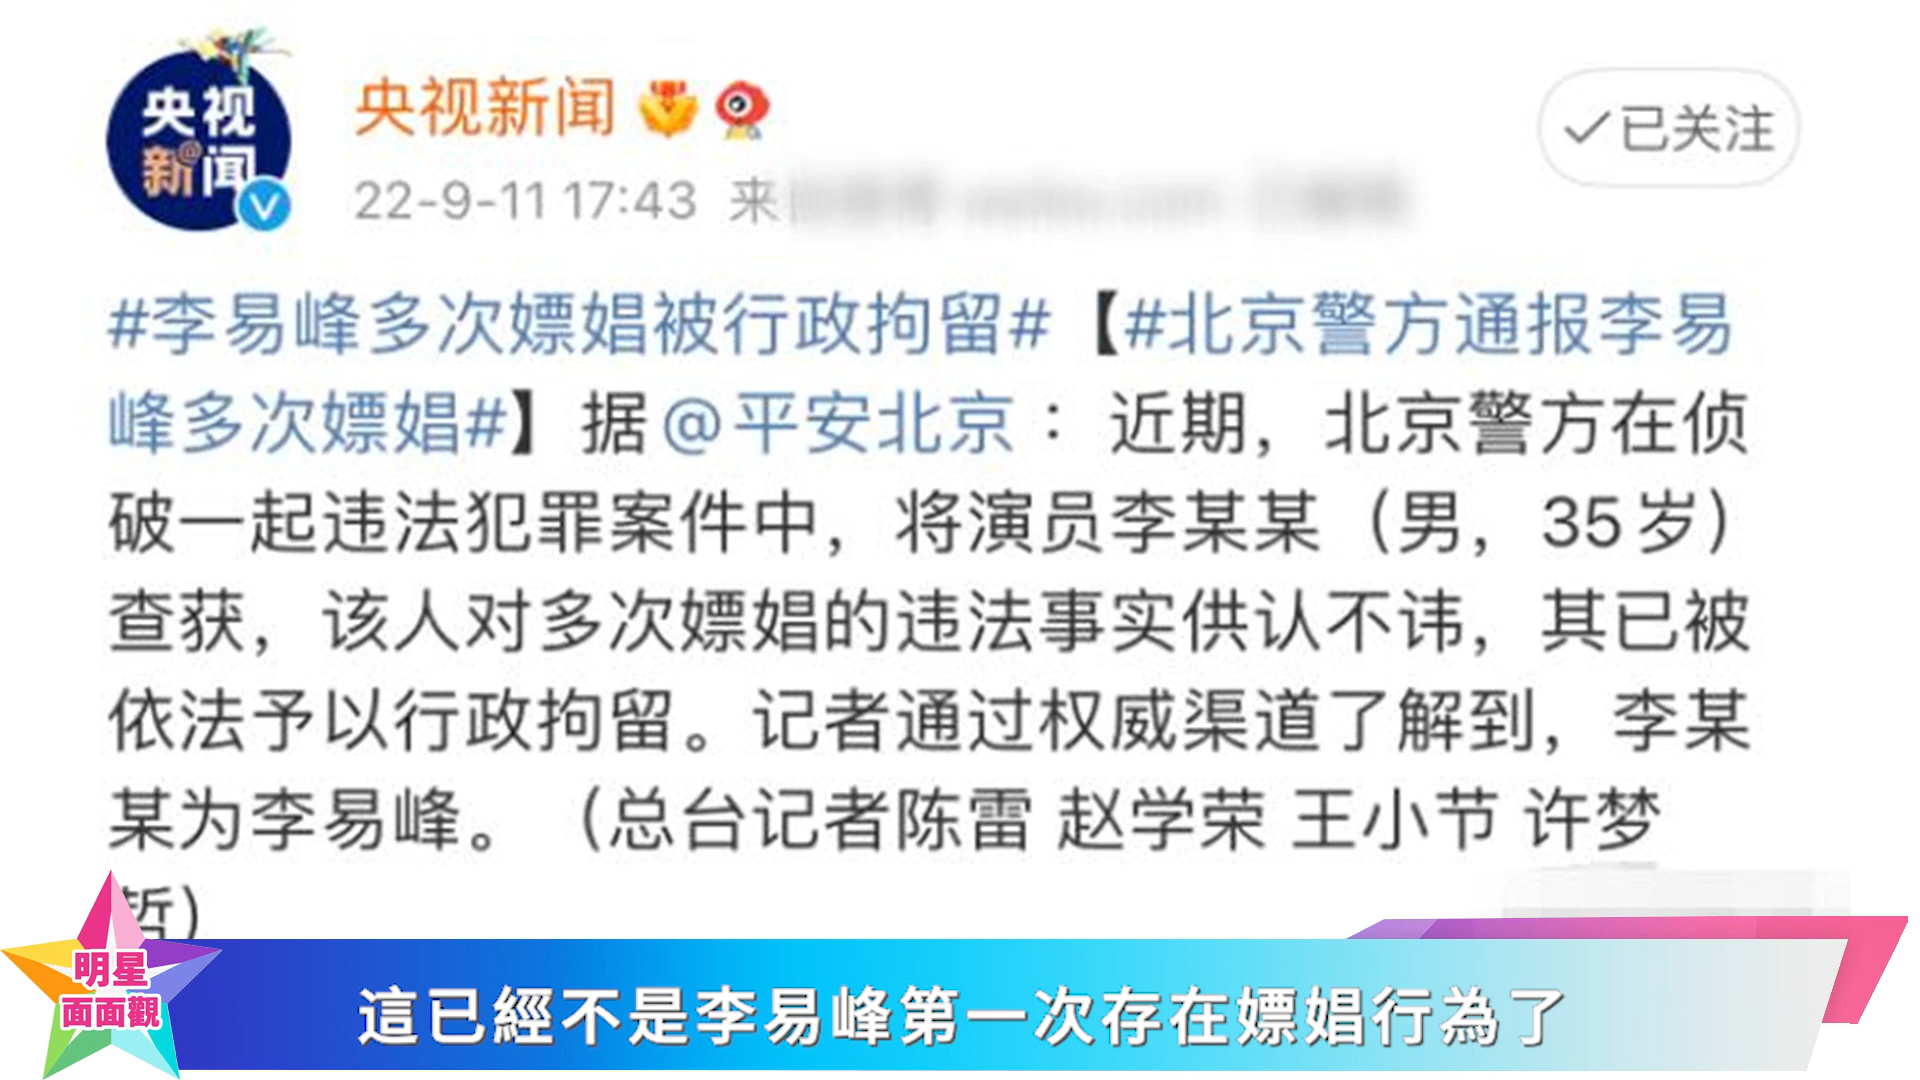 央视
新@闻
央视新闻
已关注
22-9-11 17:43 来
#李易峰多次嫖娼被行政拘留#【#北京警方通报李易
峰多次嫖娼#】据@平安北京：近期，北京警方在侦
破一起违法犯罪案件中，将演员李某某（男，35岁）
查获，该人对多次嫖娼的违法事实供认不讳，其已被
依法予以行政拘留。记者通过权威渠道了解到，李某
某为李易峰。（总台记者陈雷 赵学荣 王小节 许梦
哲）
明星
面面觀
這已經不是李易峰第一次存在嫖娼行為了